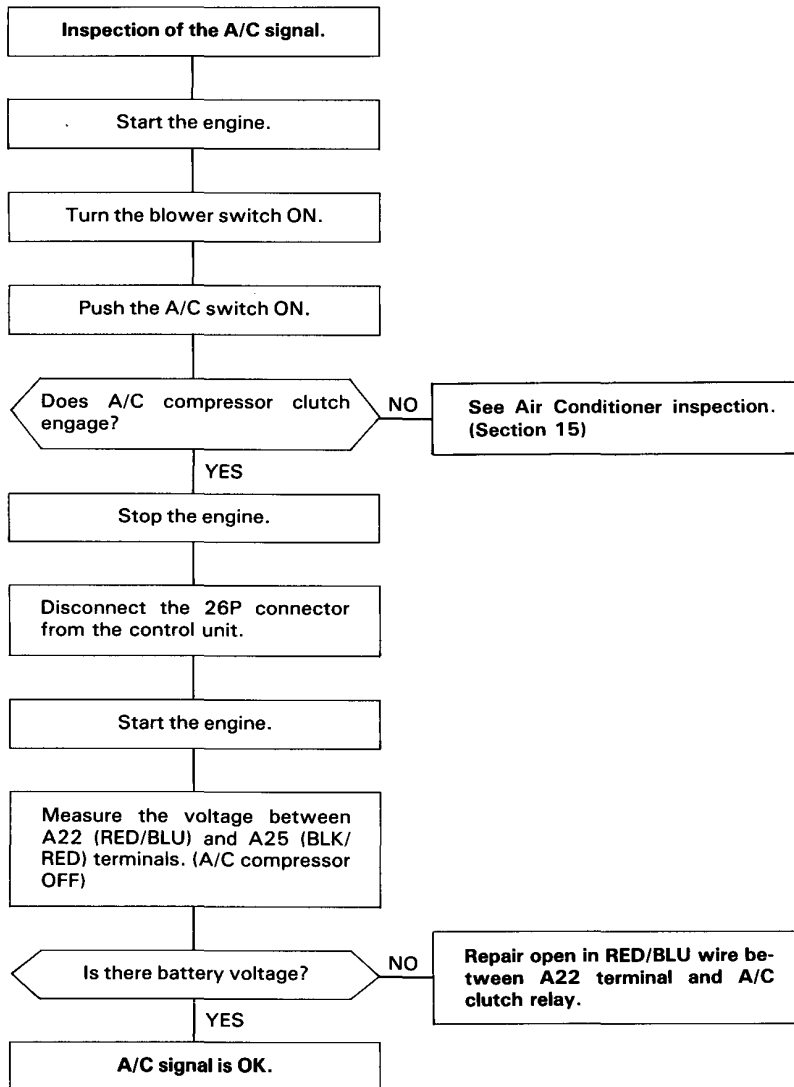 Inspection of the A/C signal.
Start the engine.
Turn the blower switch ON.
Push the A/C switch ON.
Does A/C compressor clutch
engage?
NO
See Air Conditioner inspection.
(Section 15)
YES
Stop the engine.
Disconnect the 26P connector
from the control unit.
Start the engine.
Measure the voltage between
A22 (RED/BLU) and A25 (BLK/
RED) terminals. (A/C compressor
OFF)
Is there battery voltage?
NO
Repair open in RED/BLU wire be-
tween A22 terminal and A/C
clutch relay.
YES
A/C signal is OK.